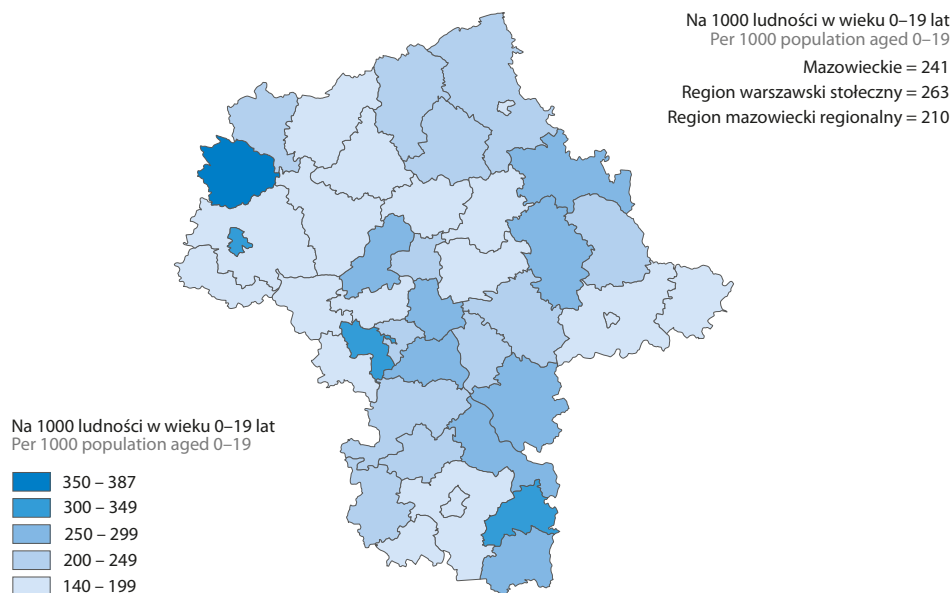 Na 1000 ludności w wieku 0–19 lat
Per 1000 population aged 0–19
Mazowieckie = 241
Region warszawski stołeczny = 263
Region mazowiecki regionalny = 210
Na 1000 ludności w wieku 0–19 lat
Per 1000 population aged 0–19
350 – 387
300 – 349
250 – 299
200 – 249
140 – 199